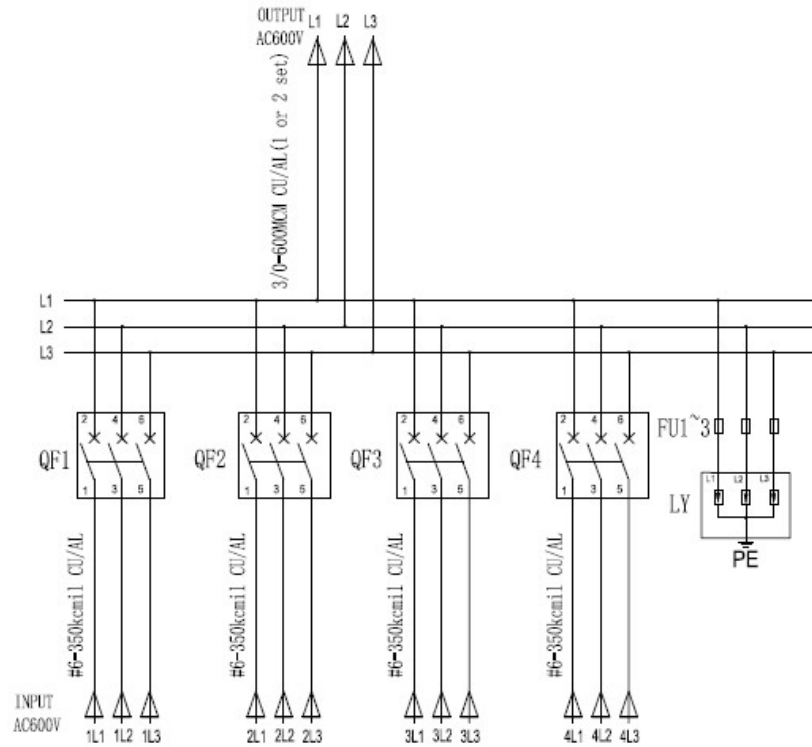 OUTPUT L1 L2 L3
AC600V
3/0-600MCM CU/AL(1 or 2 set)
L1
L2
L3
2 4 6
2 4 6
2 4 6
2 4 6
FU1~3
QF1
QF2
QF3
QF4
1 3 5
1 3 5
1 3 5
1 3 5
L1 L2 L3
LY
PE
#6-350kcmil CU/AL
#6-350kcmil CU/AL
#6-350kcmil CU/AL
#6-350kcmil CU/AL
INPUT
AC600V
1L1 1L2 1L3
2L1 2L2 2L3
3L1 3L2 3L3
4L1 4L2 4L3